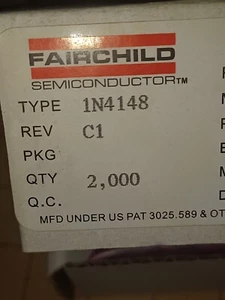 FAIRCHILD
SEMICONDUCTOR™
TYPE 1N4148
REV C1
PKG
QTY 2,000
Q.C.
MFD UNDER US PAT 3025.589 & OT